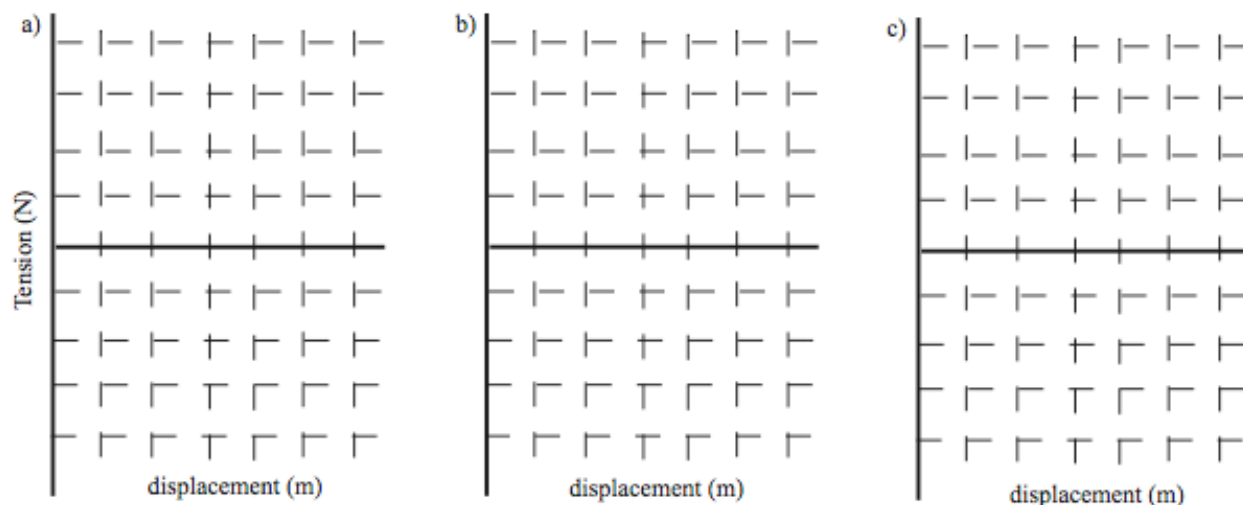 a)
b)
c)
Tension (N)
displacement (m)
displacement (m)
displacement (m)